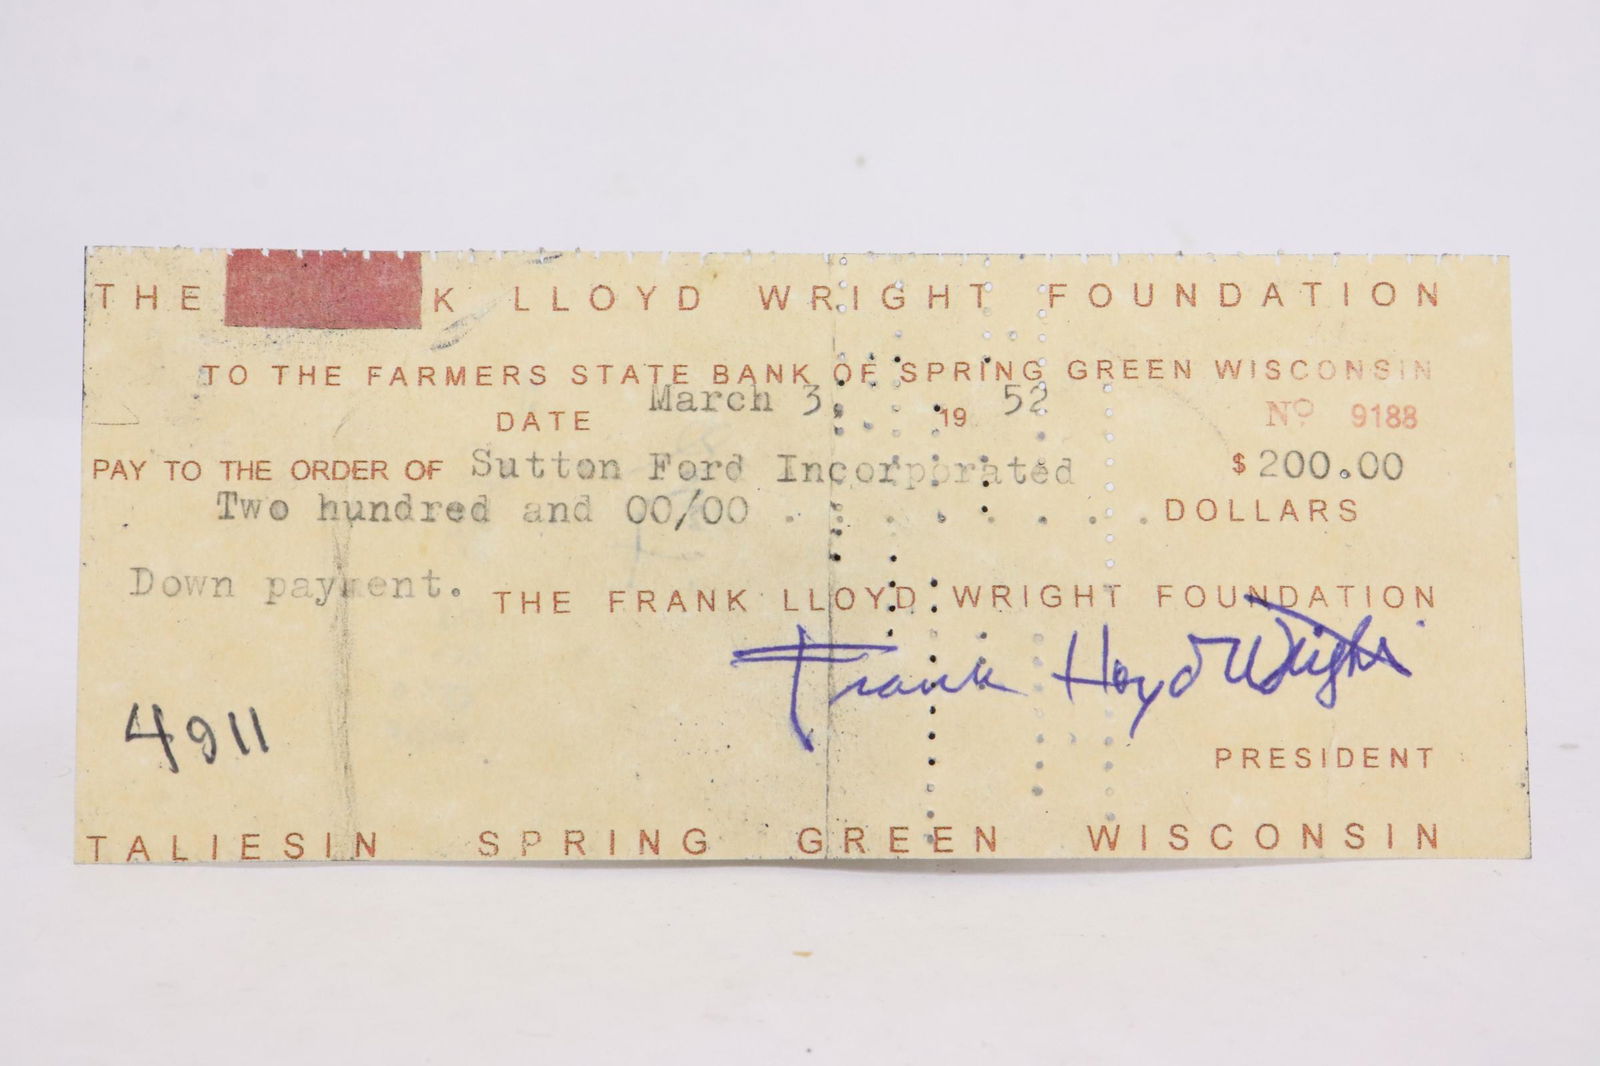 THE K LLOYD WRIGHT FOUNDATION
TO THE FARMERS STATE BANK OF SPRING GREEN WISCONSIN
DATE March 3, 19 52 Nº 9188
PAY TO THE ORDER OF Sutton Ford Incorporated $200.00
Two hundred and 00/00 . . . . . . . . DOLLARS
Down payment. THE FRANK LLOYD WRIGHT FOUNDATION
Frank Lloyd Wright
4911
PRESIDENT
TALIESIN SPRING GREEN WISCONSIN